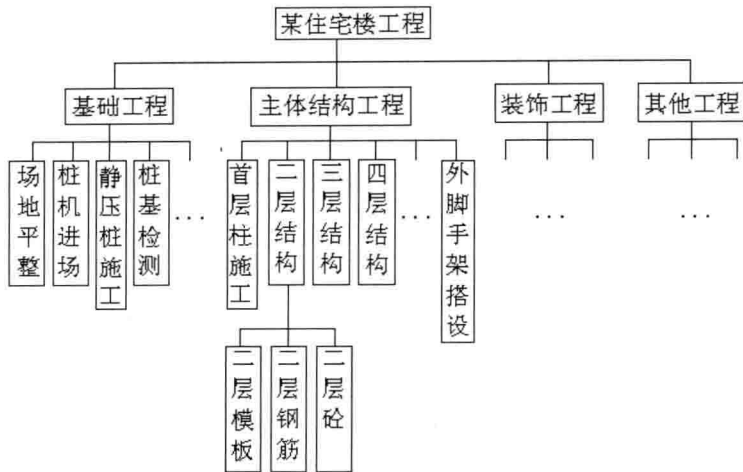 某住宅楼工程
基础工程
主体结构工程
装饰工程
其他工程
场地平整
桩机进场
静压桩施工
桩基检测
...
首层柱施工
二层结构
三层结构
四层结构
...
外脚手架搭设
...
...
二层模板
二层钢筋
二层砼